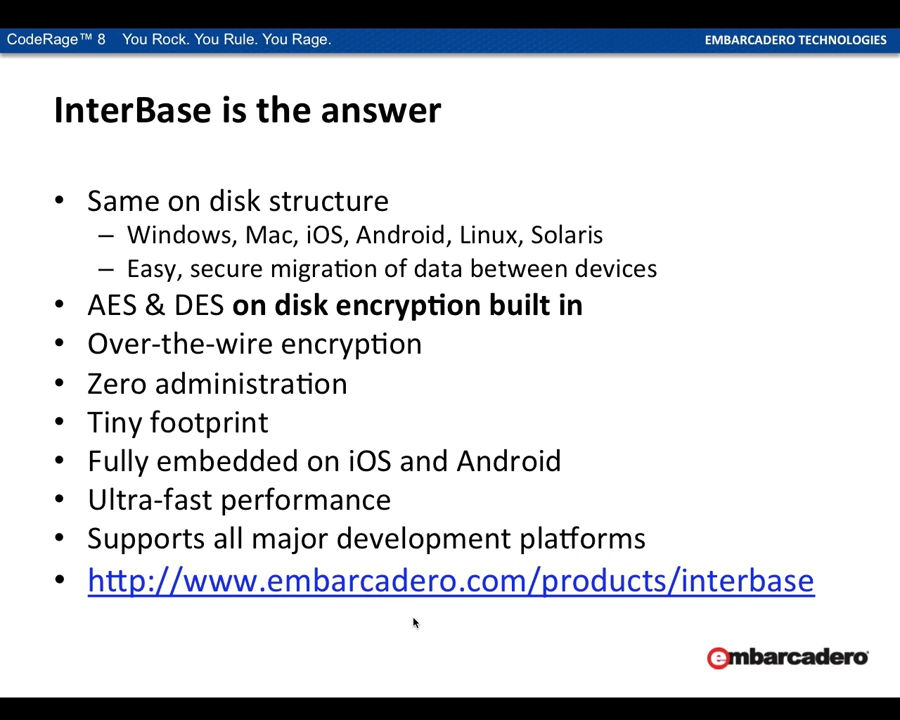 CodeRage™ 8 You Rock. You Rule. You Rage.
EMBARCADERO TECHNOLOGIES
InterBase is the answer
• Same on disk structure
– Windows, Mac, iOS, Android, Linux, Solaris
– Easy, secure migration of data between devices
• AES & DES on disk encryption built in
• Over-the-wire encryption
• Zero administration
• Tiny footprint
• Fully embedded on iOS and Android
• Ultra-fast performance
• Supports all major development platforms
• http://www.embarcadero.com/products/interbase
embarcadero